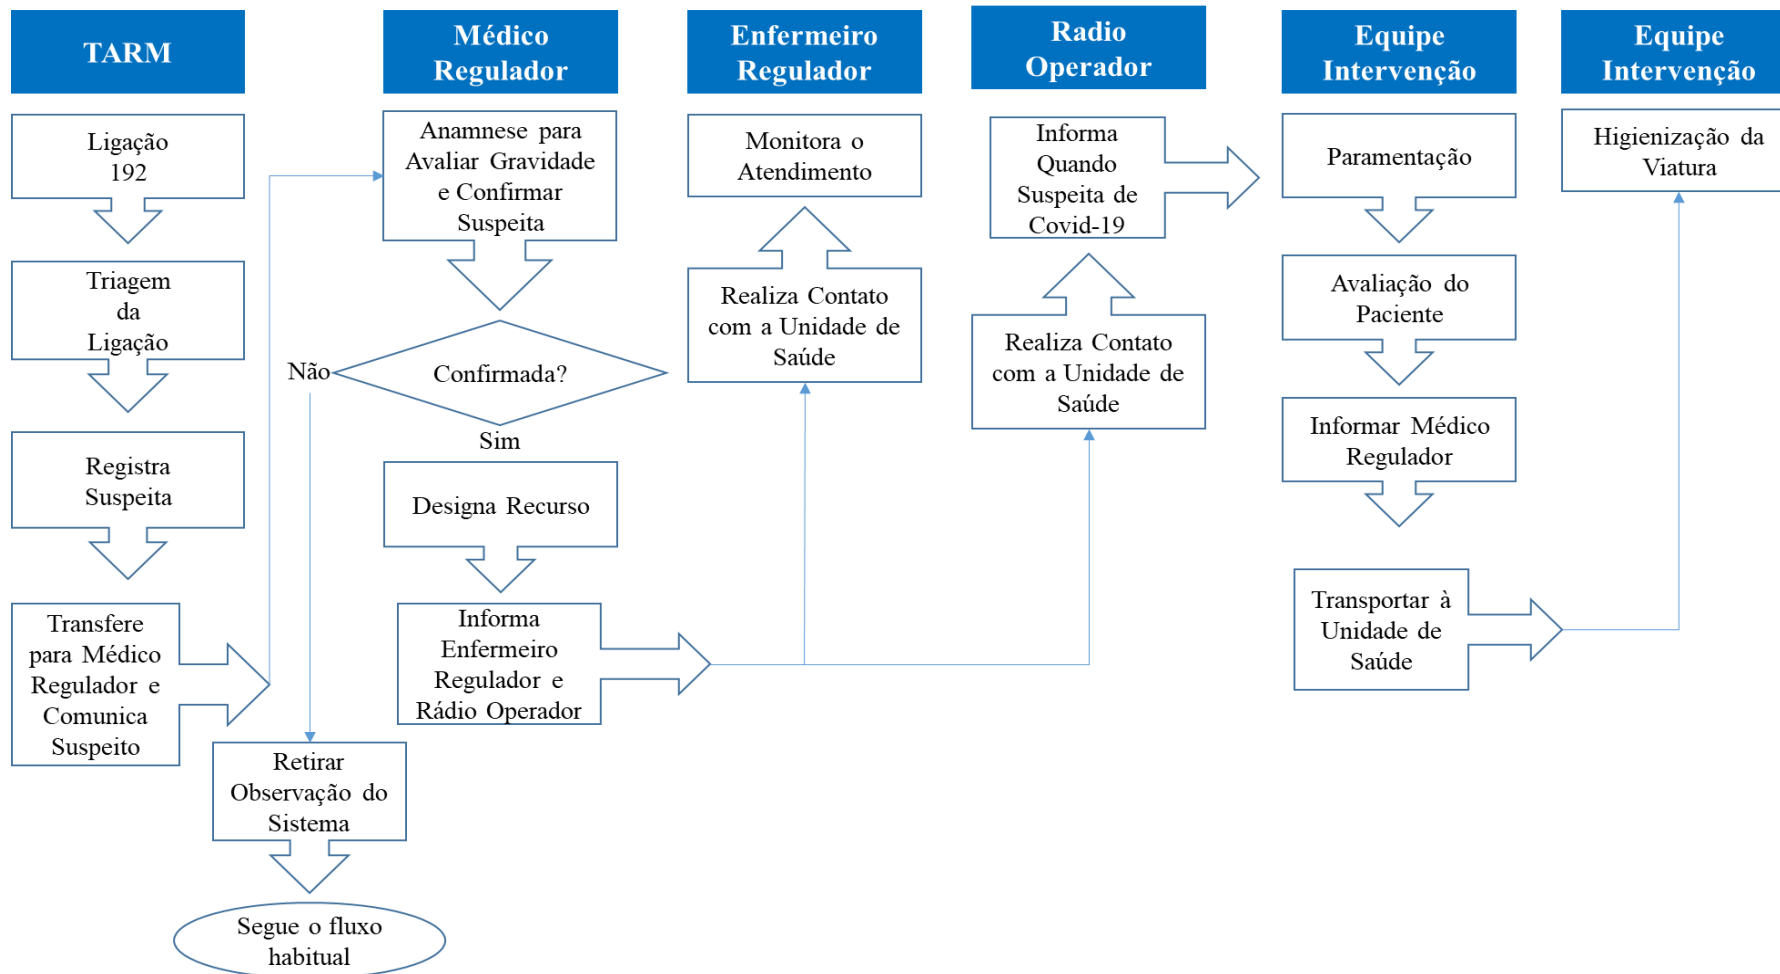 TARM
Ligação
192
Triagem
da
Ligação
Registra
Suspeita
Transfere
para Médico
Regulador e
Comunica
Suspeito
Médico
Regulador
Anamnese para
Avaliar Gravidade
e Confirmar
Suspeita
Confirmada?
Não
Sim
Designa Recurso
Informa
Enfermeiro
Regulador e
Rádio Operador
Retirar
Observação do
Sistema
Segue o fluxo
habitual
Enfermeiro
Regulador
Monitora o
Atendimento
Realiza Contato
com a Unidade de
Saúde
Radio
Operador
Informa
Quando
Suspeita de
Covid-19
Realiza Contato
com a Unidade de
Saúde
Equipe
Intervenção
Paramentação
Avaliação do
Paciente
Informar Médico
Regulador
Transportar à
Unidade de
Saúde
Equipe
Intervenção
Higienização da
Viatura